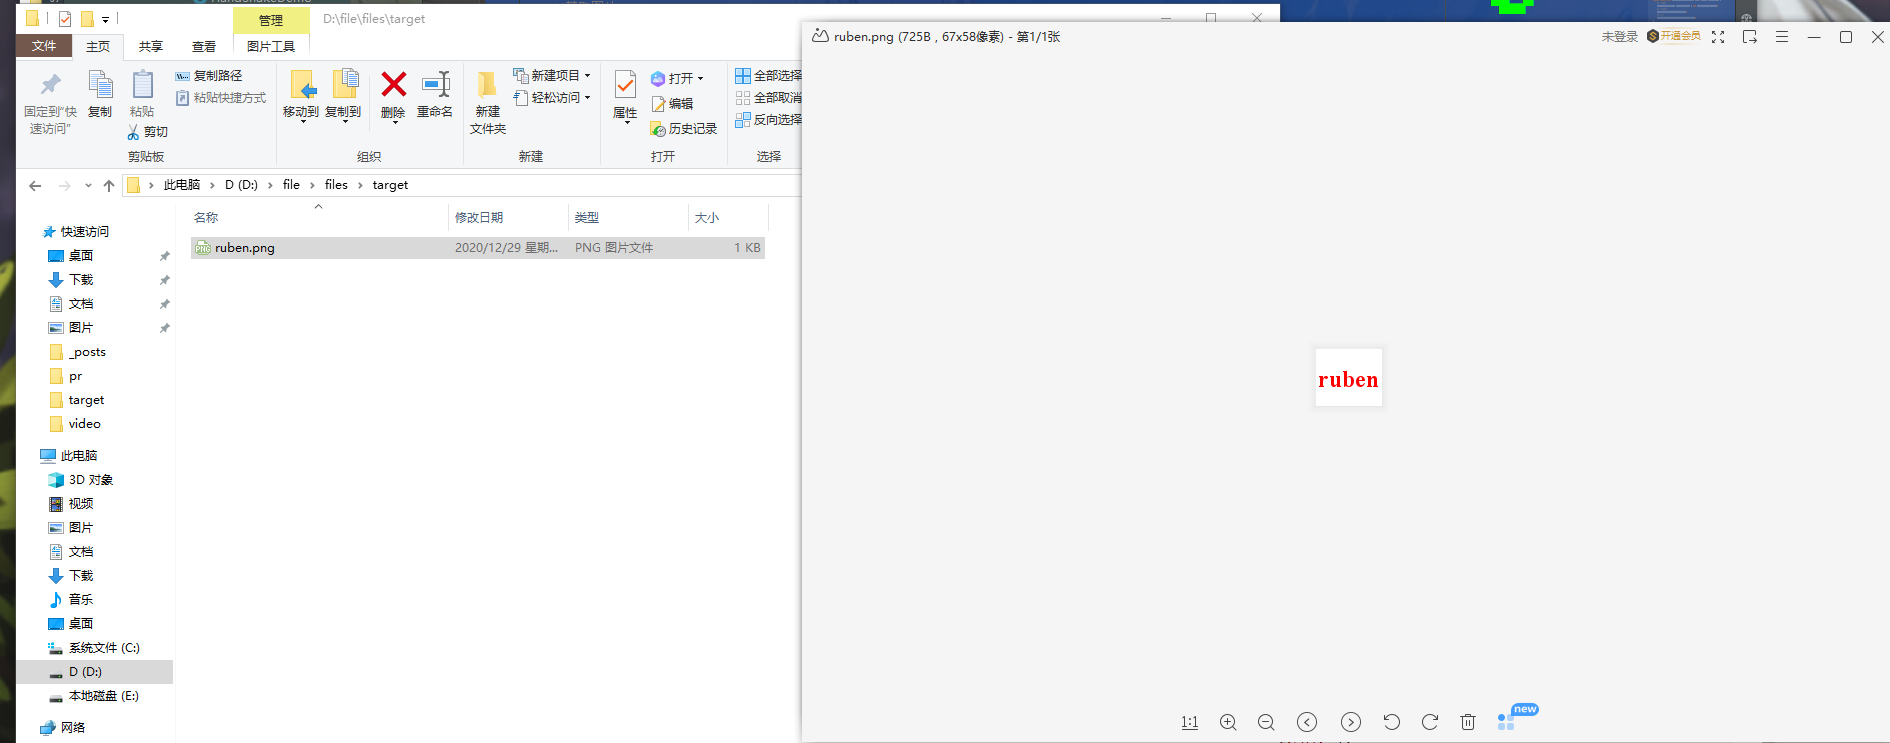 管理
D:\file\files\target
文件
主页
共享
查看
图片工具
固定到"快速访问"
复制
粘贴
复制路径
粘贴快捷方式
剪切
剪贴板
移动到
复制到
删除
重命名
组织
新建
文件夹
新建项目
轻松访问
新建
属性
打开
编辑
历史记录
打开
全部选择
全部取消
反向选择
选择
此电脑
D (D:)
file
files
target
名称
修改日期
类型
大小
ruben.png
2020/12/29 星期...
PNG 图片文件
1 KB
快速访问
桌面
下载
文档
图片
_posts
pr
target
video
此电脑
3D 对象
视频
图片
文档
下载
音乐
桌面
系统文件 (C:)
D (D:)
本地磁盘 (E:)
网络
ruben.png (725B , 67x58像素) - 第1/1张
未登录
开通会员
ruben
1:1
new